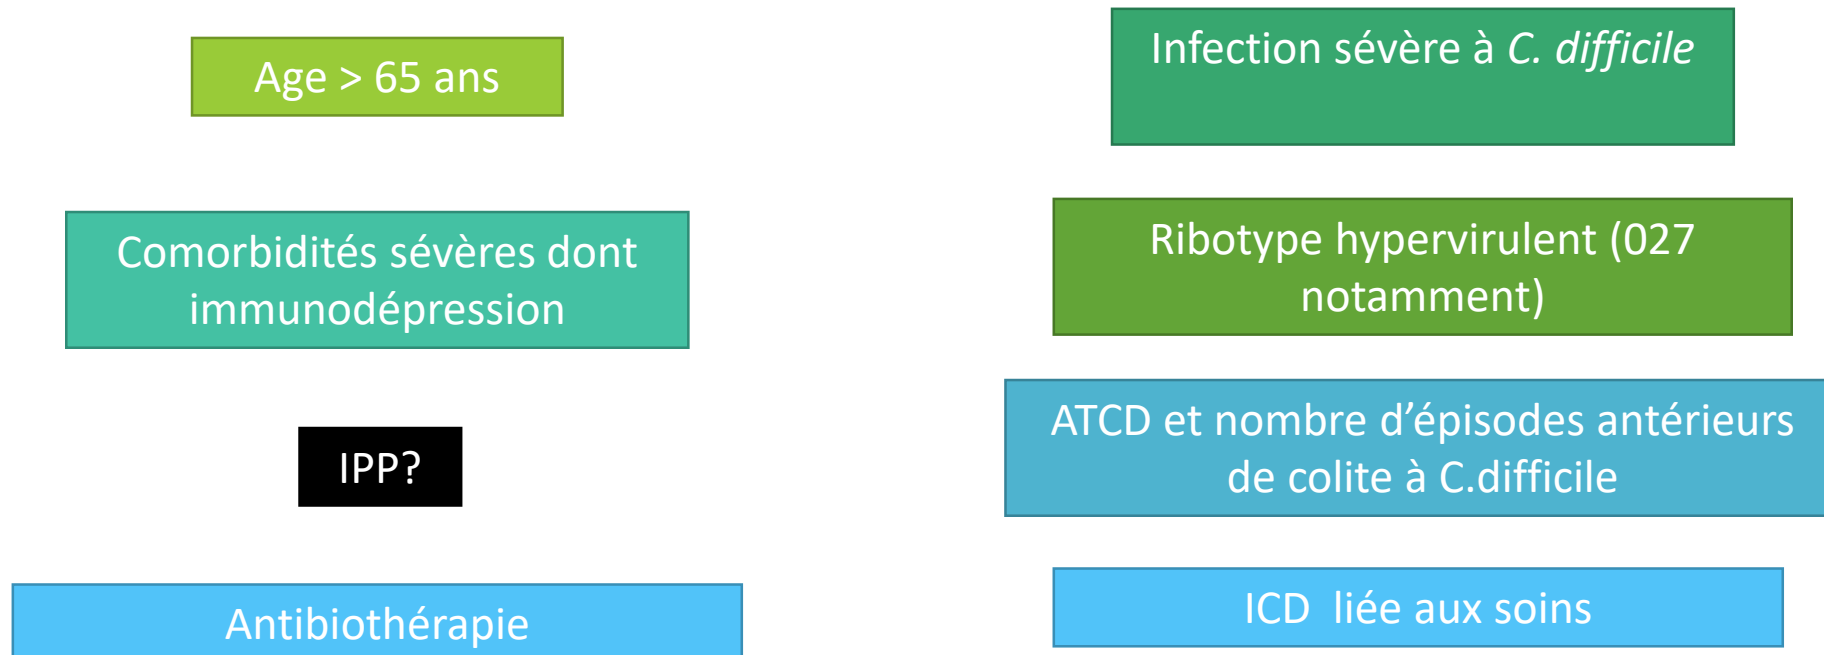 Age > 65 ans
Comorbidités sévères dont
immunodépression
IPP?
Antibiothérapie
Infection sévère à C. difficile
Ribotype hypervirulent (027
notamment)
ATCD et nombre d’épisodes antérieurs
de colite à C.difficile
ICD  liée aux soins